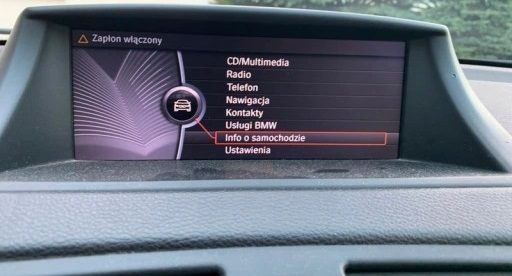 Zapłon włączony
CD/Multimedia
Radio
Telefon
Nawigacja
Kontakty
Usługi BMW
Info o samochodzie
Ustawienia